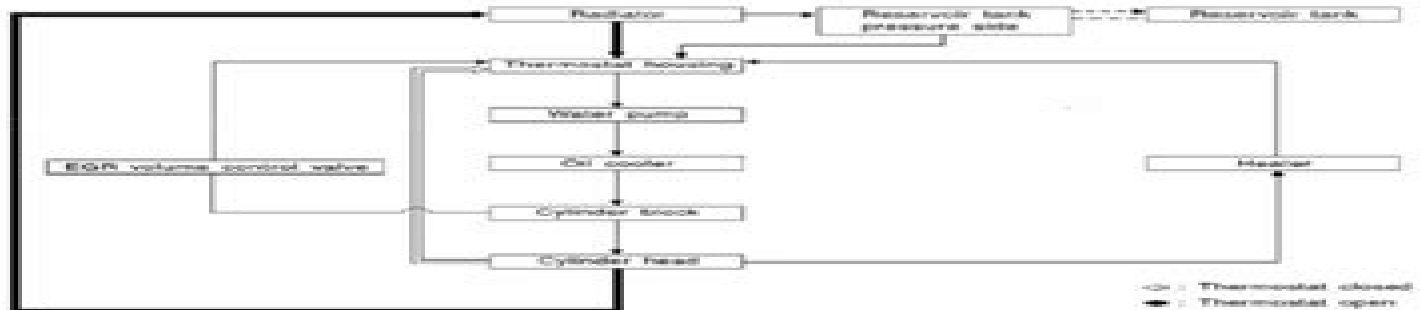 Radiator
Reservoir tank
pressure side
Reservoir tank
Thermostat housing
Water pump
Oil cooler
EGR volume control valve
Heater
Cylinder block
Cylinder head
: Thermostat closed
: Thermostat open